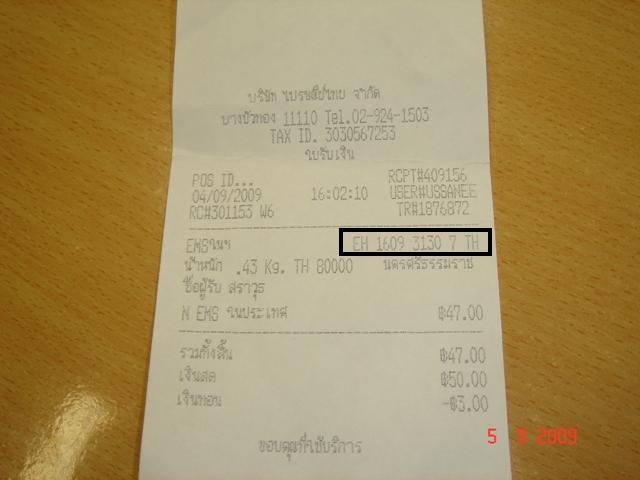 บริษัท ไปรษณีย์ไทย จำกัด
บางบัวทอง 11110 Tel.02-924-1503
TAX ID. 3030567253
ใบรับเงิน
POS ID... RCPT#409156
04/09/2009 16:02:10 USER#USSANEE
RC#301153 W6 TR#1876872
EMSในฯ EH 1609 3130 7 TH
น้ำหนัก .43 Kg. TH 80000 นครศรีธรรมราช
ชื่อผู้รับ สราวุธ
N EMS ในประเทศ ฿47.00
รวมทั้งสิ้น ฿47.00
เงินสด ฿50.00
เงินทอน -฿3.00
ขอบคุณที่ใช้บริการ
5 9 2009